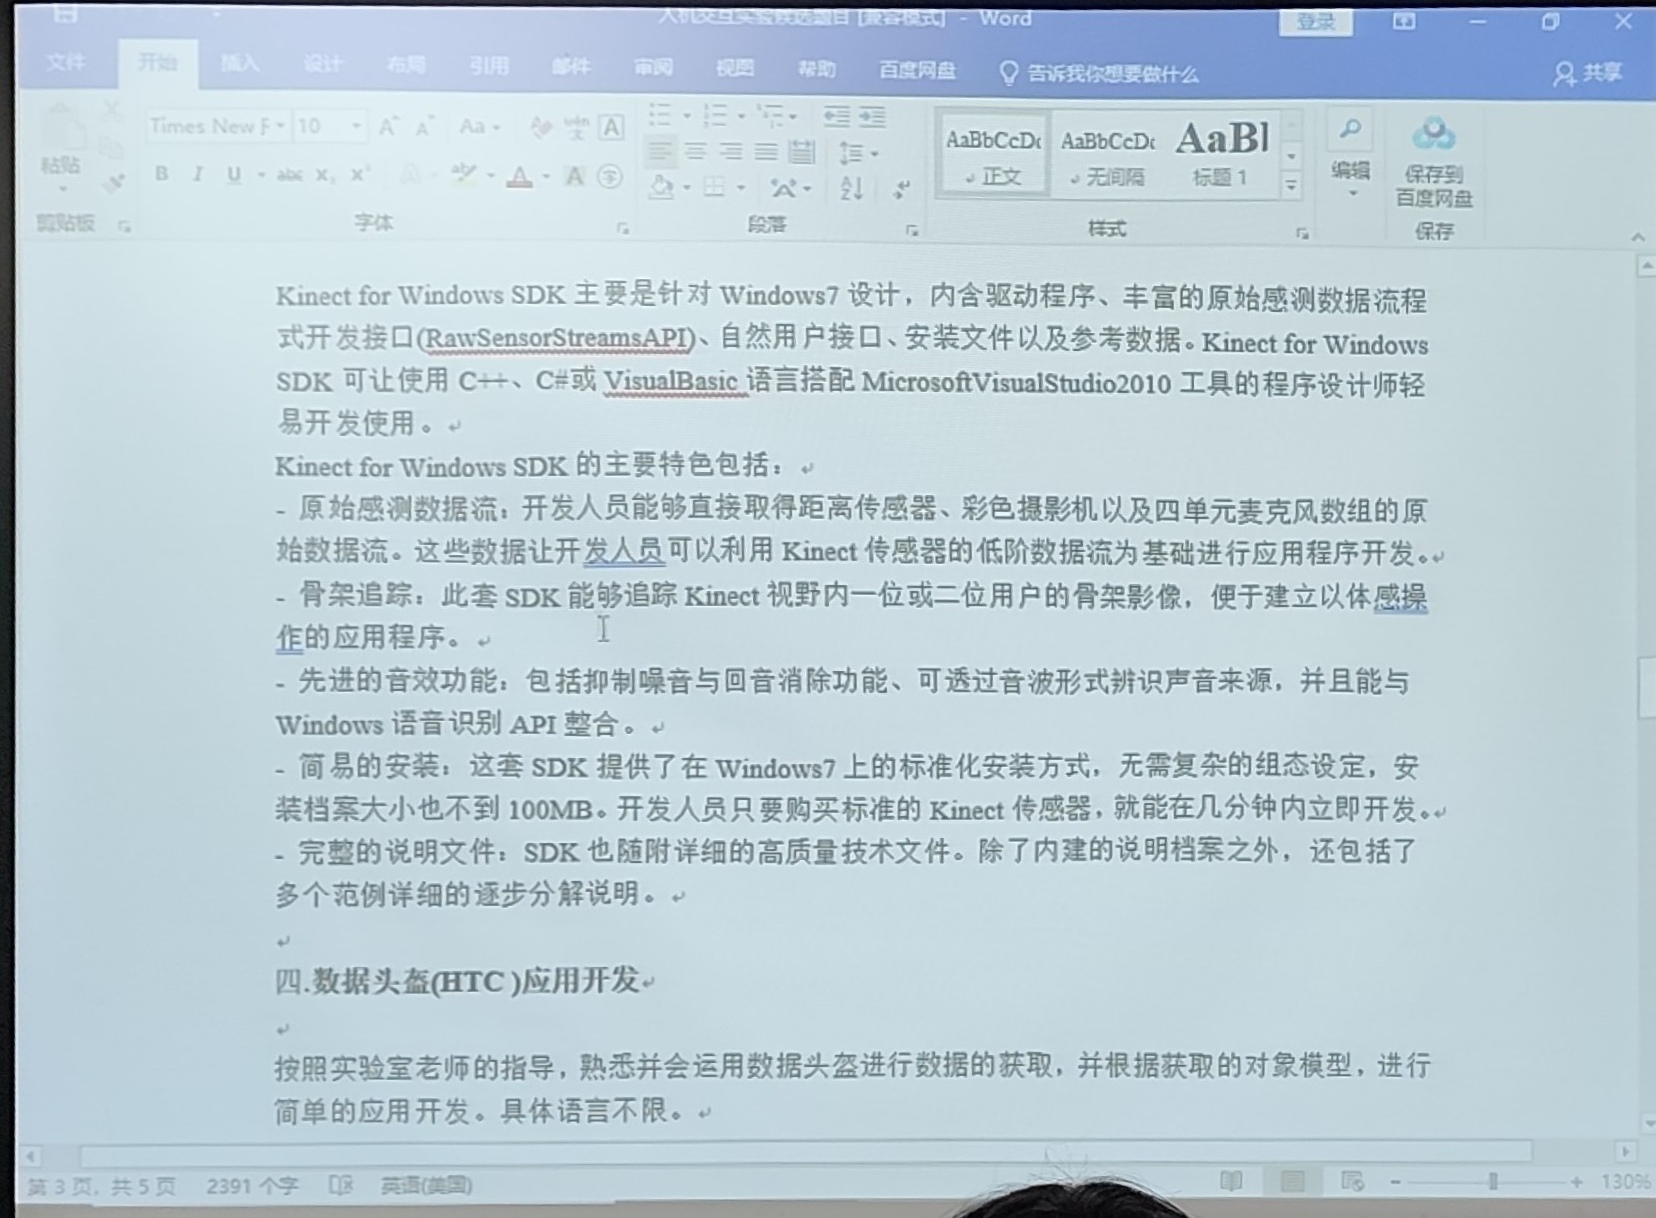 人机交互实验候选题目 [兼容模式] - Word
登录
文件 开始 插入 设计 布局 引用 邮件 审阅 视图 帮助 百度网盘 告诉我你想要做什么 共享
Times New F 10 A A Aa wén 文 A
AaBbCcDc AaBbCcDc AaBl
粘贴 B I U abc X, X A A 字
正文 无间隔 标题 1
编辑 保存到
百度网盘
剪贴板 字体 段落 样式 保存
Kinect for Windows SDK 主要是针对 Windows7 设计，内含驱动程序、丰富的原始感测数据流程
式开发接口(RawSensorStreamsAPI)、自然用户接口、安装文件以及参考数据。Kinect for Windows
SDK 可让使用 C++、C#或 VisualBasic 语言搭配 MicrosoftVisualStudio2010 工具的程序设计师轻
易开发使用。
Kinect for Windows SDK 的主要特色包括：
- 原始感测数据流：开发人员能够直接取得距离传感器、彩色摄影机以及四单元麦克风数组的原
始数据流。这些数据让开发人员可以利用 Kinect 传感器的低阶数据流为基础进行应用程序开发。
- 骨架追踪：此套 SDK 能够追踪 Kinect 视野内一位或二位用户的骨架影像，便于建立以体感操
作的应用程序。
- 先进的音效功能：包括抑制噪音与回音消除功能、可透过音波形式辨识声音来源，并且能与
Windows 语音识别 API 整合。
- 简易的安装：这套 SDK 提供了在 Windows7 上的标准化安装方式，无需复杂的组态设定，安
装档案大小也不到 100MB。开发人员只要购买标准的 Kinect 传感器，就能在几分钟内立即开发。
- 完整的说明文件：SDK 也随附详细的高质量技术文件。除了内建的说明档案之外，还包括了
多个范例详细的逐步分解说明。
四.数据头盔(HTC )应用开发
按照实验室老师的指导，熟悉并会运用数据头盔进行数据的获取，并根据获取的对象模型，进行
简单的应用开发。具体语言不限。
第 3 页，共 5 页 2391 个字 英语(美国) 130%